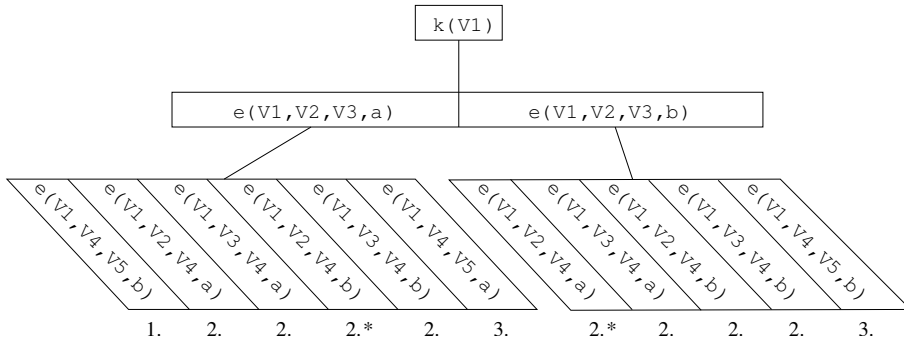 k(V1)
e(V1,V2,V3,a)
e(V1,V2,V3,b)
e(V1,V4,V5,b)
e(V1,V2,V4,a)
e(V1,V3,V4,a)
e(V1,V2,V4,b)
e(V1,V3,V4,b)
e(V1,V4,V5,a)
e(V1,V2,V4,a)
e(V1,V3,V4,a)
e(V1,V2,V4,b)
e(V1,V3,V4,b)
e(V1,V4,V5,b)
1. 2. 2. 2.* 2. 3. 2.* 2. 2. 2. 3.